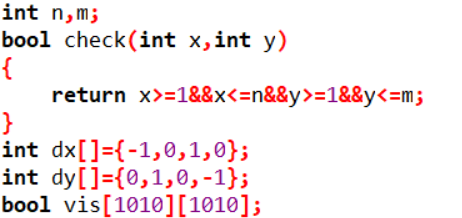 int n,m;
bool check(int x,int y)
{
    return x>=1&&x<=n&&y>=1&&y<=m;
}
int dx[]={-1,0,1,0};
int dy[]={0,1,0,-1};
bool vis[1010][1010];